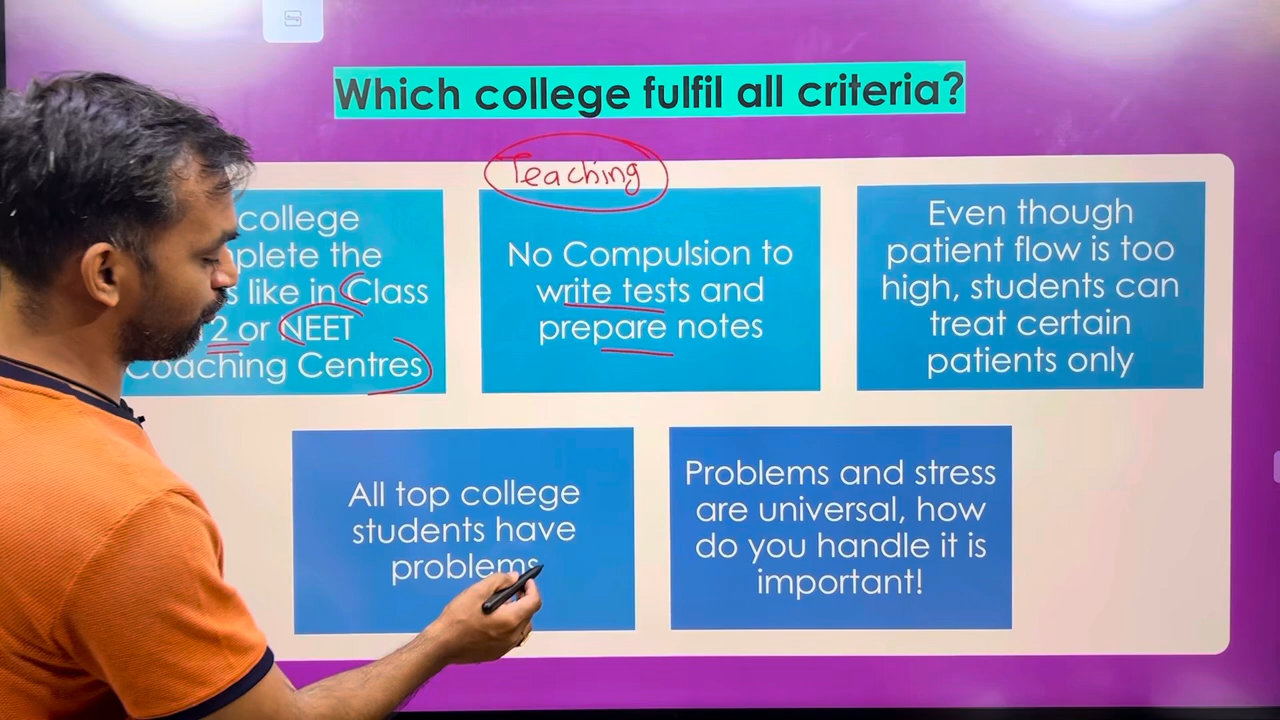 Which college fulfil all criteria?
Teaching
college
the
like in Class
2 or NEET
Coaching Centres
No Compulsion to
write tests and
prepare notes
Even though
patient flow is too
high, students can
treat certain
patients only
All top college
students have
problems
Problems and stress
are universal, how
do you handle it is
important!